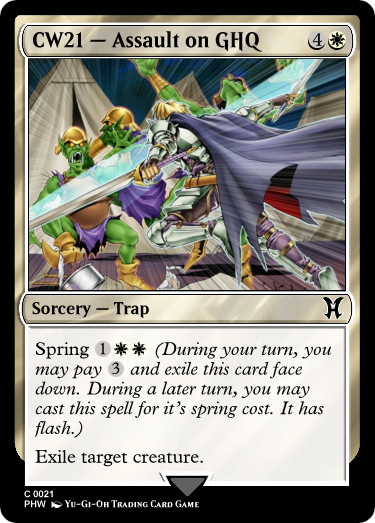 CW21 — Assault on GHQ 4
Sorcery — Trap
Spring 1 (During your turn, you
may pay 3 and exile this card face
down. During a later turn, you may
cast this spell for it's spring cost. It has
flash.)
Exile target creature.
C 0021
PHW Yu-Gi-Oh Trading Card Game